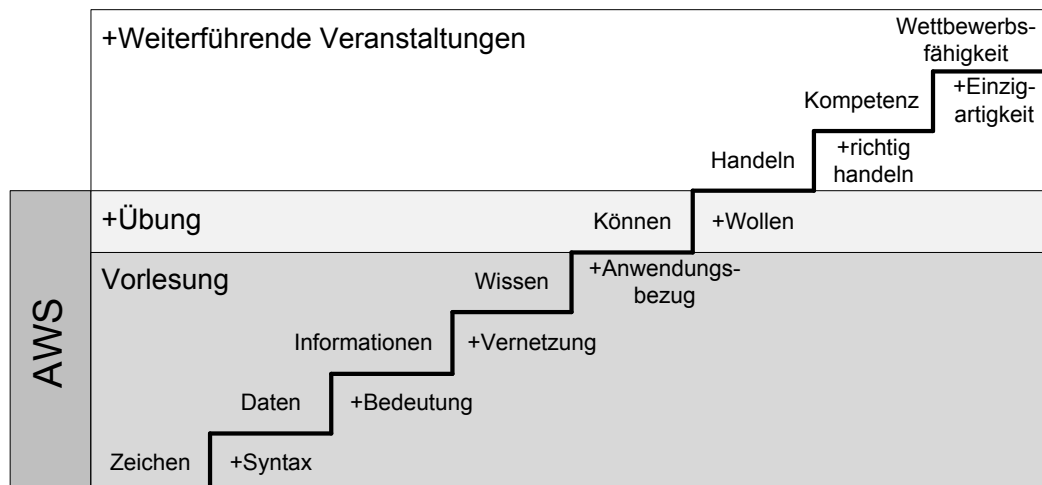 +Weiterführende Veranstaltungen
Wettbewerbs-
fähigkeit
+Einzig-
artigkeit
Kompetenz
+richtig
handeln
Handeln
+Übung
Können
+Wollen
Vorlesung
Wissen
+Anwendungs-
bezug
Informationen
+Vernetzung
Daten
+Bedeutung
Zeichen
+Syntax
AWS